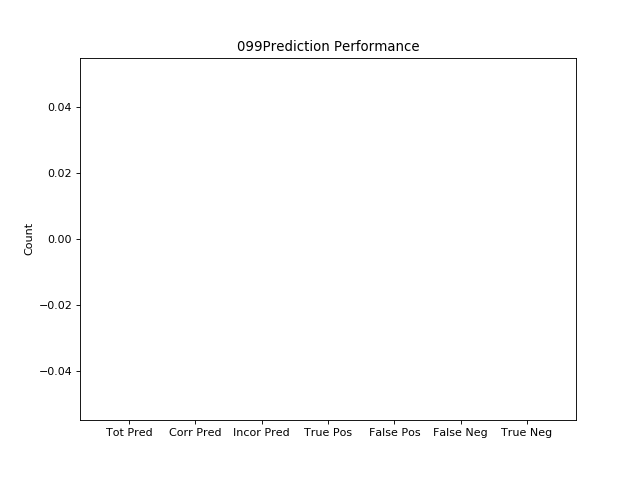 099Prediction Performance
Count
0.04
0.02
0.00
−0.02
−0.04
Tot Pred Corr Pred Incor Pred True Pos False Pos False Neg True Neg